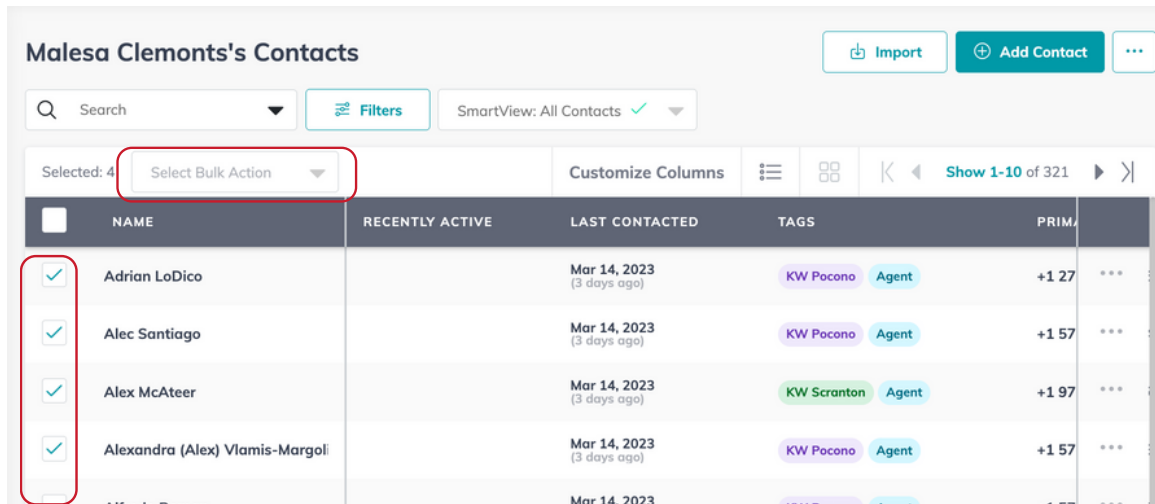 Malesa Clemonts's Contacts
Import
Add Contact
Search
Filters
SmartView: All Contacts
Selected: 4
Select Bulk Action
Customize Columns
Show 1-10 of 321
NAME RECENTLY ACTIVE LAST CONTACTED TAGS PRIMA
Adrian LoDico Mar 14, 2023 KW Pocono Agent +1 27
(3 days ago)
Alec Santiago Mar 14, 2023 KW Pocono Agent +1 57
(3 days ago)
Alex McAteer Mar 14, 2023 KW Scranton Agent +1 97
(3 days ago)
Alexandra (Alex) Vlamis-Margoli Mar 14, 2023 KW Pocono Agent +1 57
(3 days ago)
Mar 14, 2023